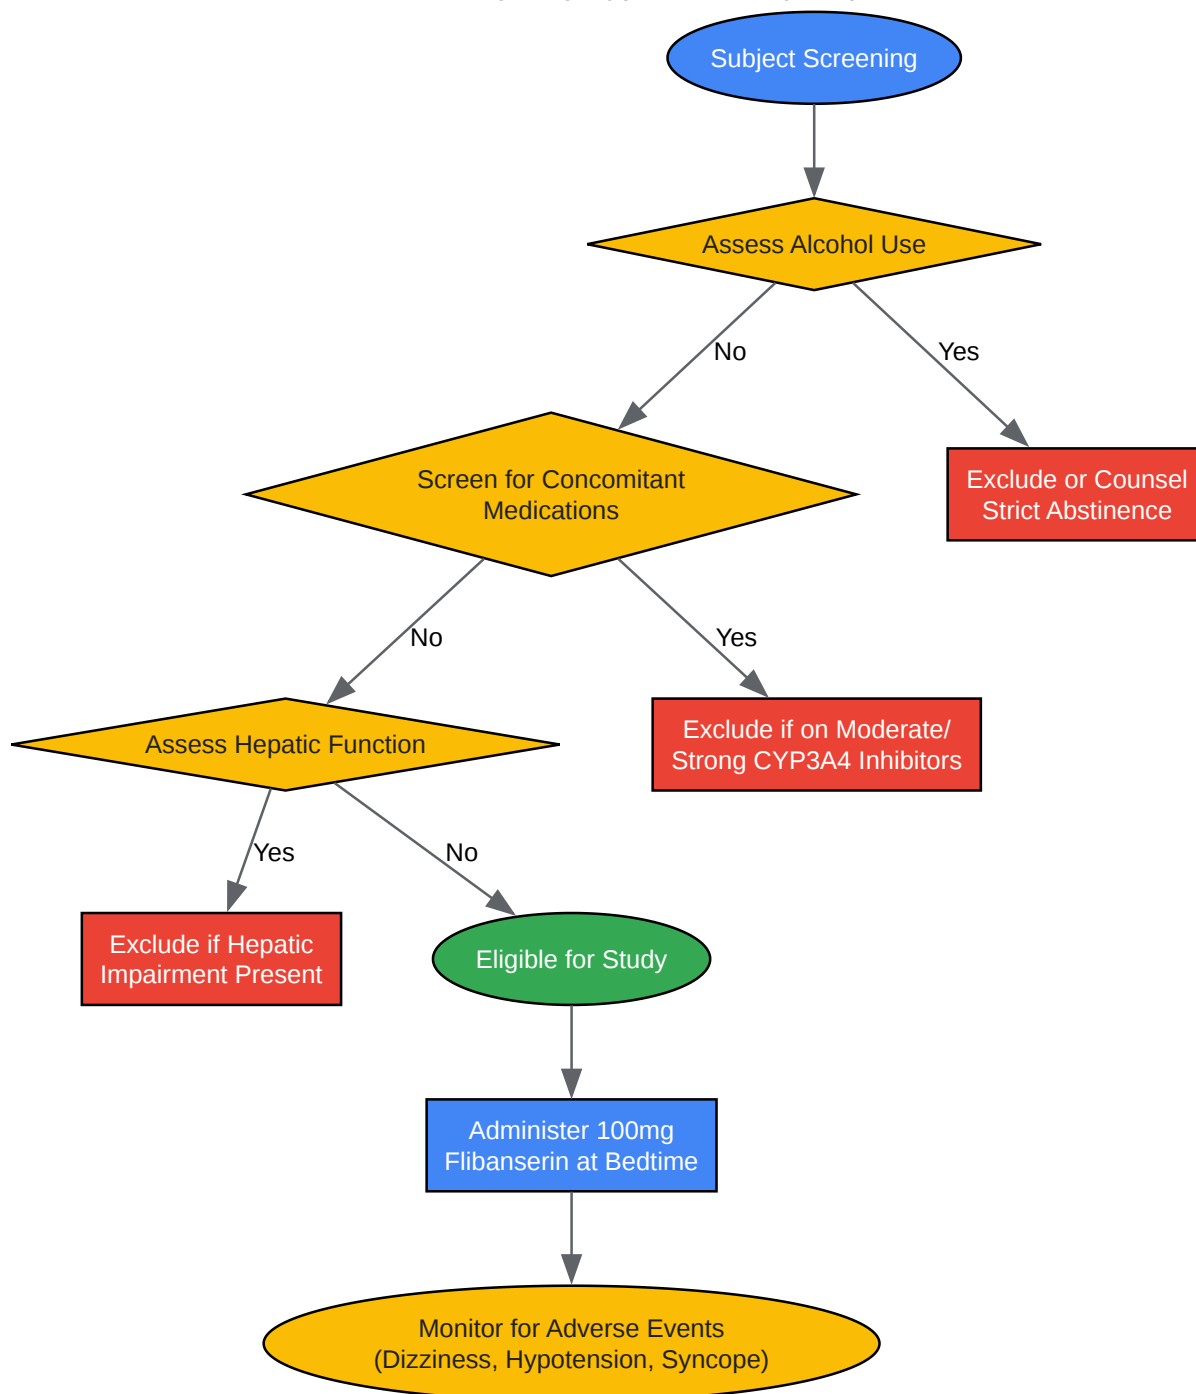 Subject Screening
Assess Alcohol Use
No
Yes
Screen for Concomitant
Medications
Exclude or Counsel
Strict Abstinence
No
Yes
Assess Hepatic Function
Exclude if on Moderate/
Strong CYP3A4 Inhibitors
Yes
No
Exclude if Hepatic
Impairment Present
Eligible for Study
Administer 100mg
Flibanserin at Bedtime
Monitor for Adverse Events
(Dizziness, Hypotension, Syncope)